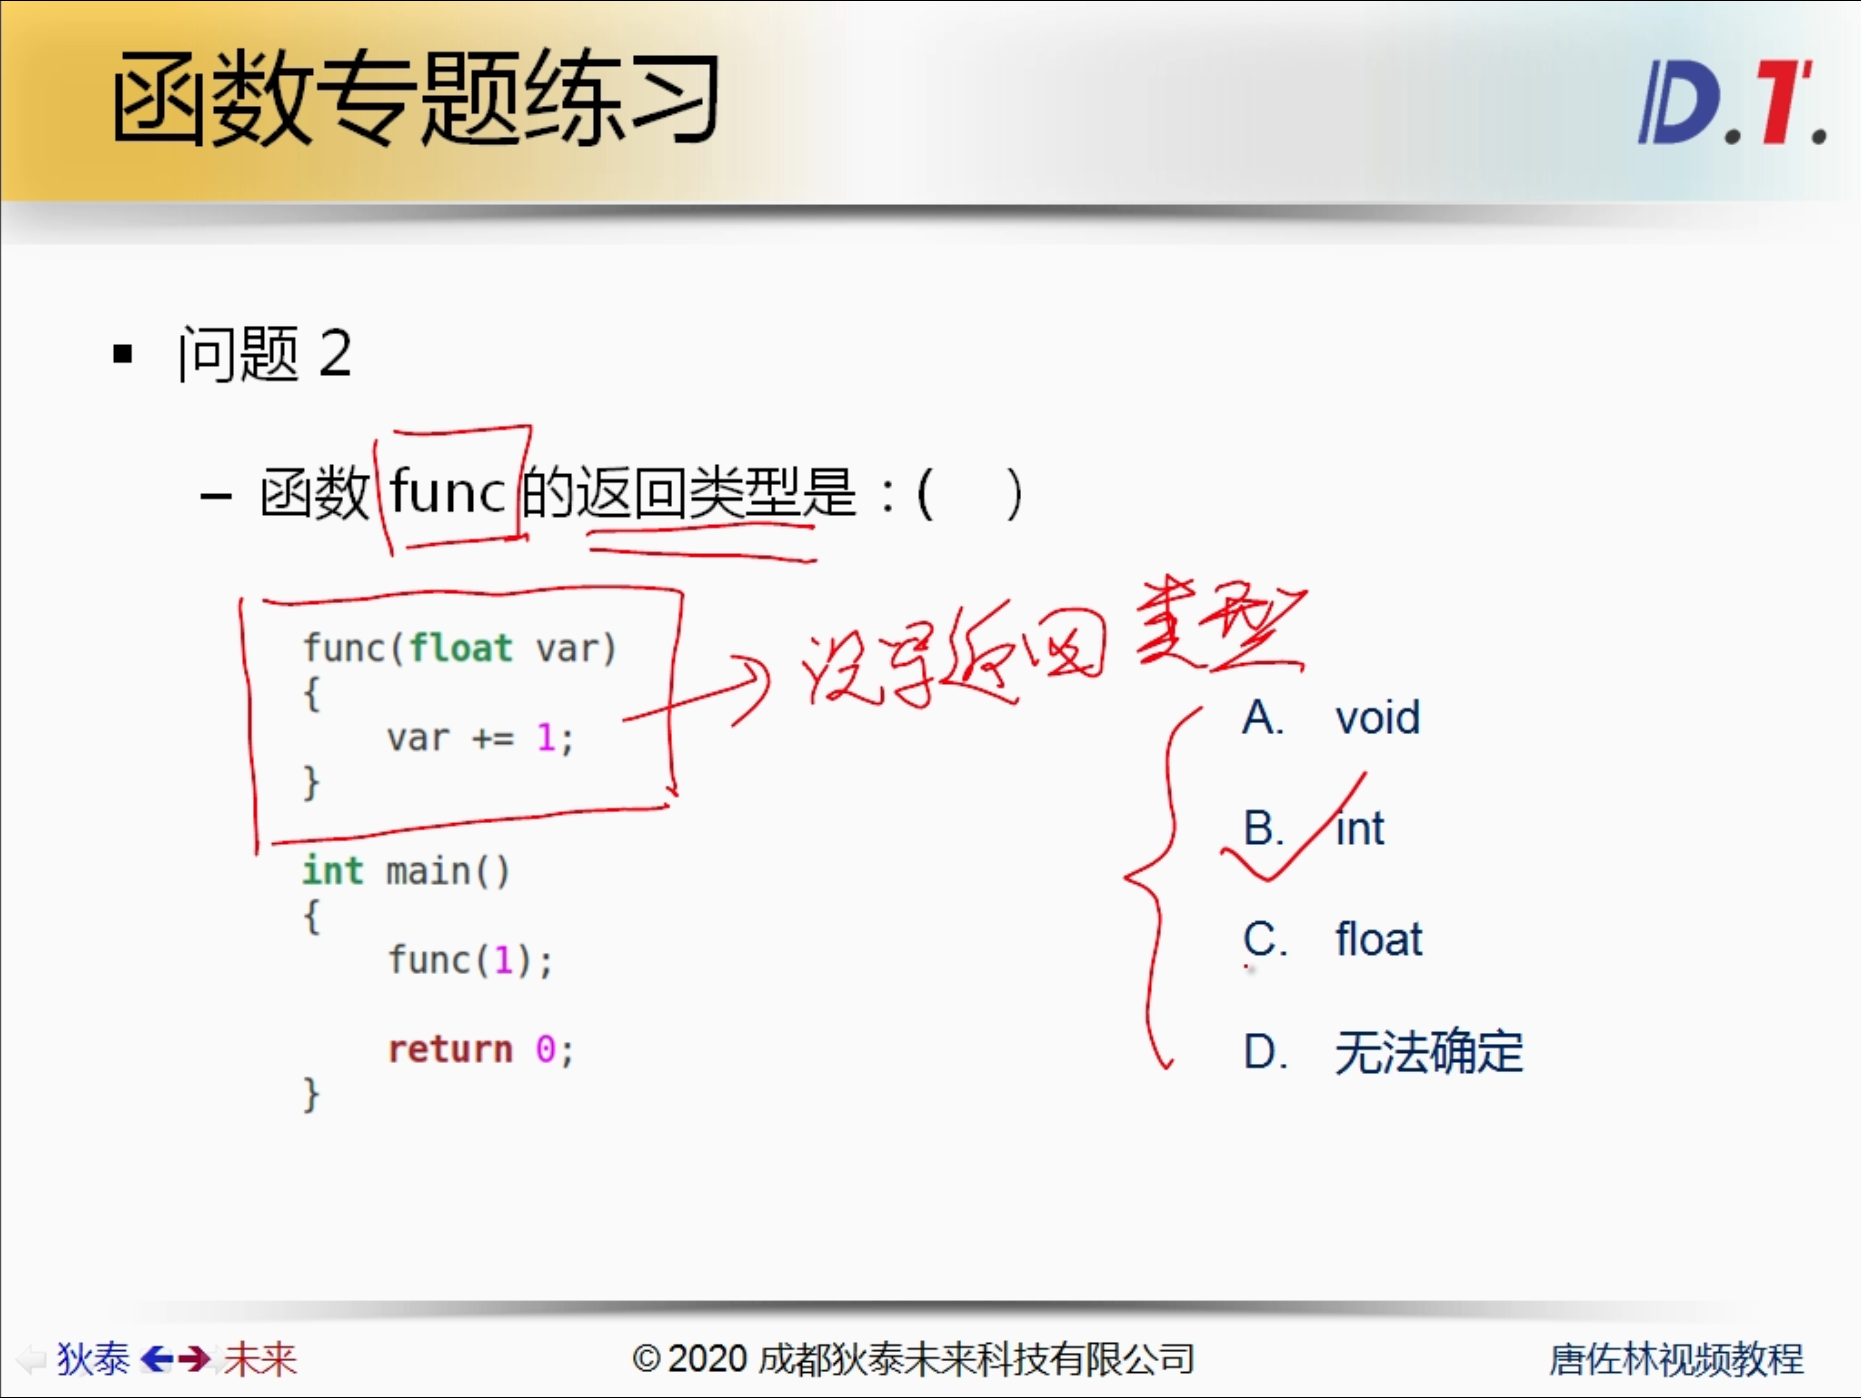 函数专题练习
D.T.
▪ 问题 2
– 函数 func 的返回类型是：(    )
func(float var)
{
    var += 1;
}
没写返回类型
int main()
{
    func(1);
    return 0;
}
A. void
B. int
C. float
D. 无法确定
狄泰 未来
© 2020 成都狄泰未来科技有限公司
唐佐林视频教程